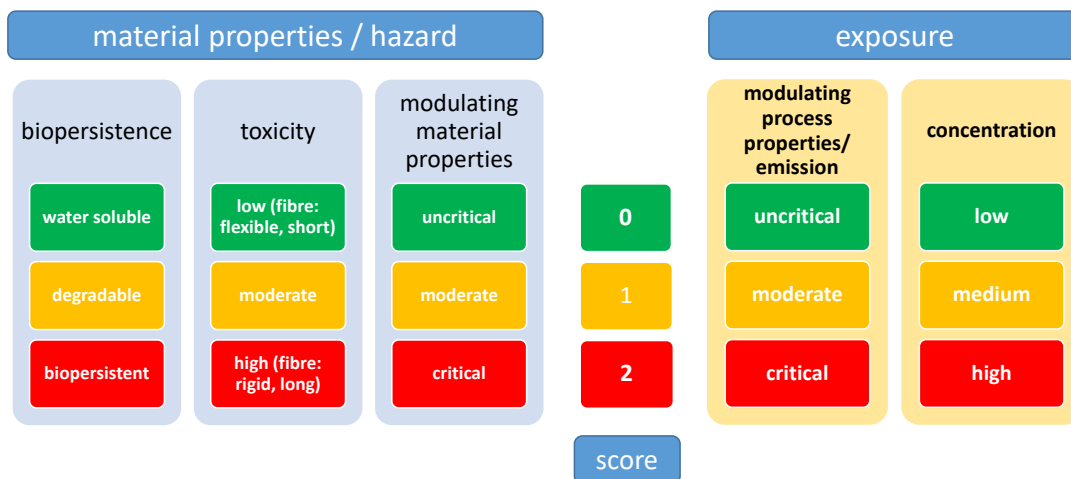 material properties / hazard
exposure
biopersistence
toxicity
modulating
material
properties
modulating
process
properties/
emission
concentration
water soluble
low (fibre:
flexible, short)
uncritical
0
uncritical
low
degradable
moderate
moderate
1
moderate
medium
biopersistent
high (fibre:
rigid, long)
critical
2
critical
high
score